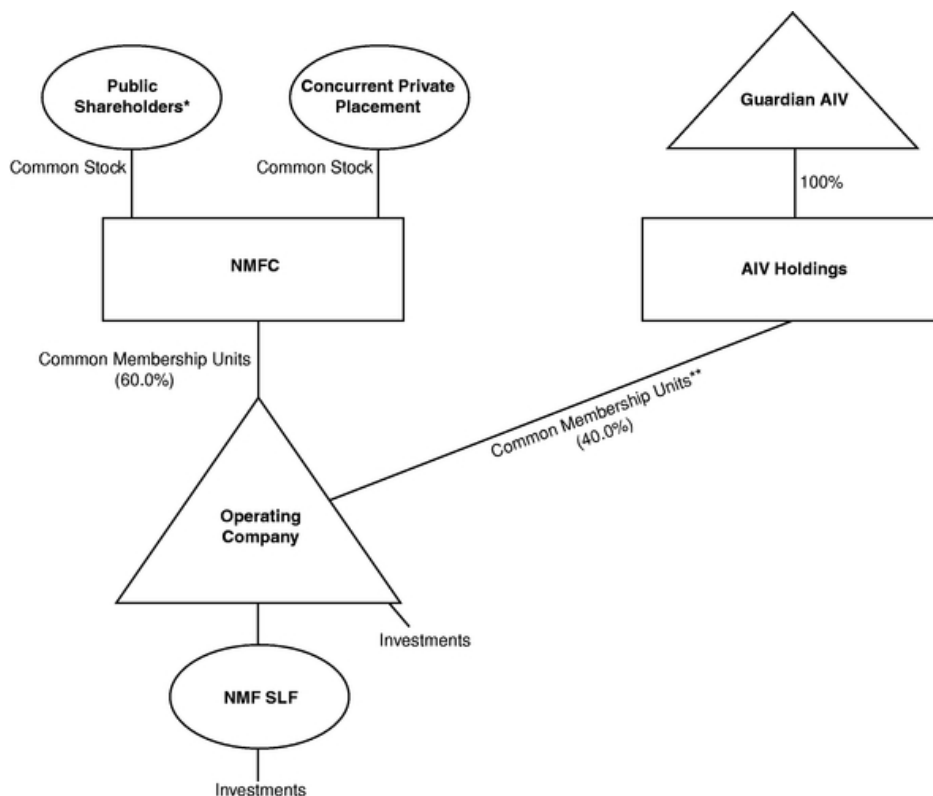 Public
Shareholders*
Concurrent Private
Placement
Guardian AIV
Common Stock
Common Stock
100%
NMFC
AIV Holdings
Common Membership Units
(60.0%)
Common Membership Units**
(40.0%)
Operating
Company
Investments
NMF SLF
Investments